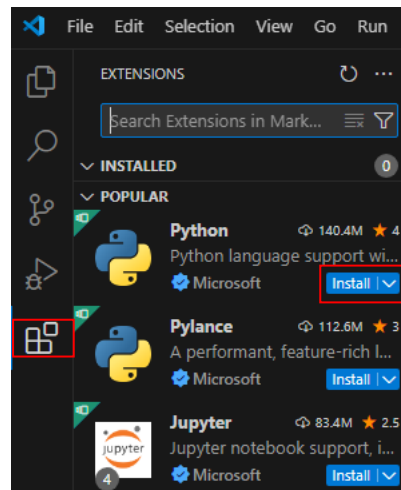 File Edit Selection View Go Run
EXTENSIONS
Search Extensions in Mark...
INSTALLED 0
POPULAR
Python 140.4M ★ 4
Python language support wi...
Microsoft Install
Pylance 112.6M ★ 3
A performant, feature-rich l...
Microsoft Install
Jupyter 83.4M ★ 2.5
jupyter
Jupyter notebook support, i...
4
Microsoft Install